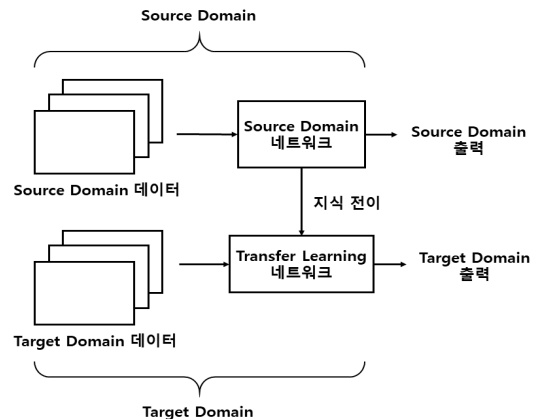 Source Domain
Source Domain
네트워크
Source Domain
출력
Source Domain 데이터
지식 전이
Transfer Learning
네트워크
Target Domain
출력
Target Domain 데이터
Target Domain